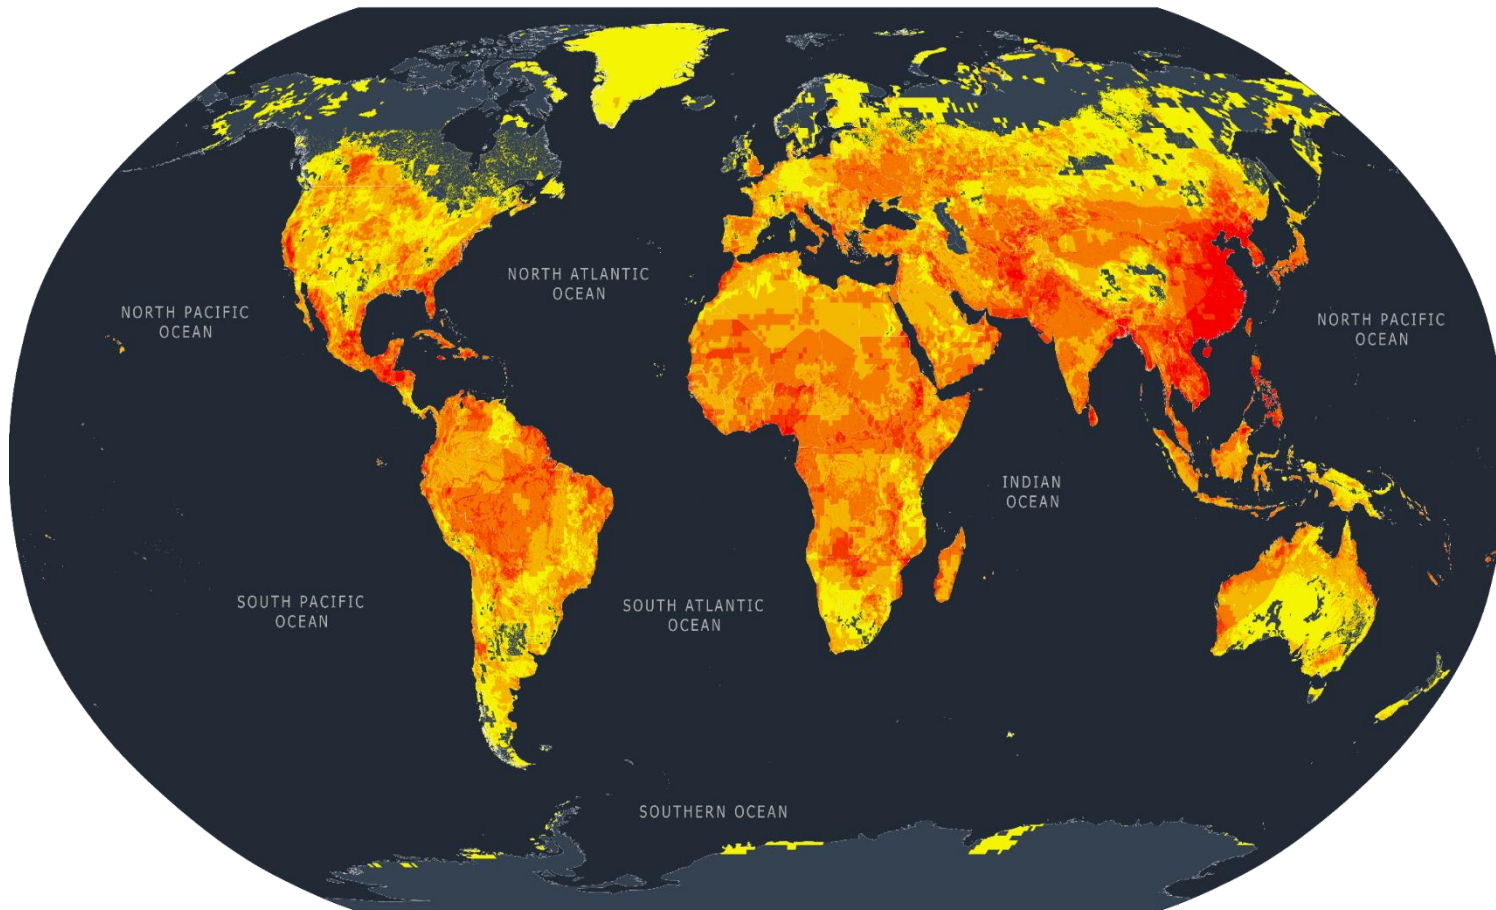 NORTH ATLANTIC
OCEAN
NORTH PACIFIC
OCEAN
NORTH PACIFIC
OCEAN
INDIAN
OCEAN
SOUTH PACIFIC
OCEAN
SOUTH ATLANTIC
OCEAN
SOUTHERN OCEAN